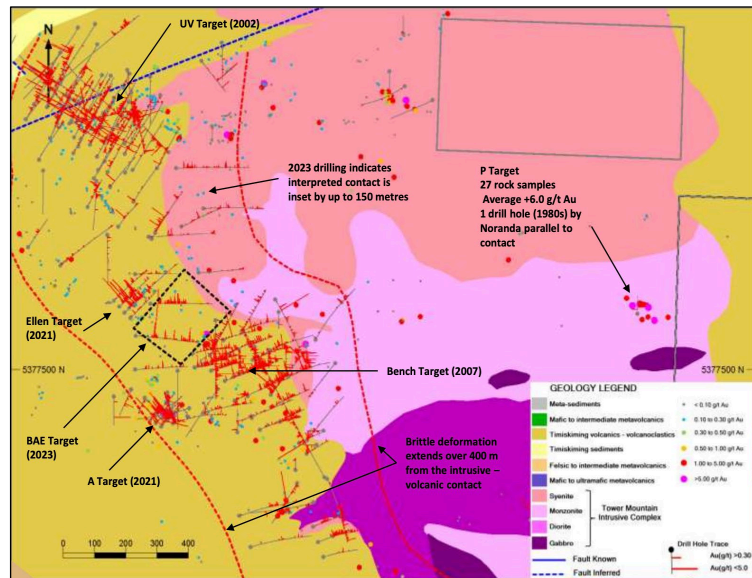 UV Target (2002)
N
2023 drilling indicates
interpreted contact is
inset by up to 150 metres
P Target
27 rock samples
Average +6.0 g/t Au
1 drill hole (1980s) by
Noranda parallel to
contact
Ellen Target
(2021)
5377500 N
Bench Target (2007)
5377500 N
BAE Target
(2023)
A Target (2021)
Brittle deformation
extends over 400 m
from the intrusive –
volcanic contact
0 100 200 300 400
GEOLOGY LEGEND
Meta-sediments
Mafic to intermediate metavolcanics
Timiskiming volcanics - volcanoclastics
Timiskiming sediments
Felsic to intermediate metavolcanics
Mafic to ultramafic metavolcanics
Syenite
Monzonite
Diorite
Gabbro
Tower Mountain
Intrusive Complex
Fault Known
Fault Inferred
< 0.10 g/t Au
0.10 to 0.30 g/t Au
0.30 to 0.50 g/t Au
0.50 to 1.00 g/t Au
1.00 to 5.00 g/t Au
>5.00 g/t Au
Drill Hole Trace
Au(g/t) >0.30
Au(g/t) <5.0